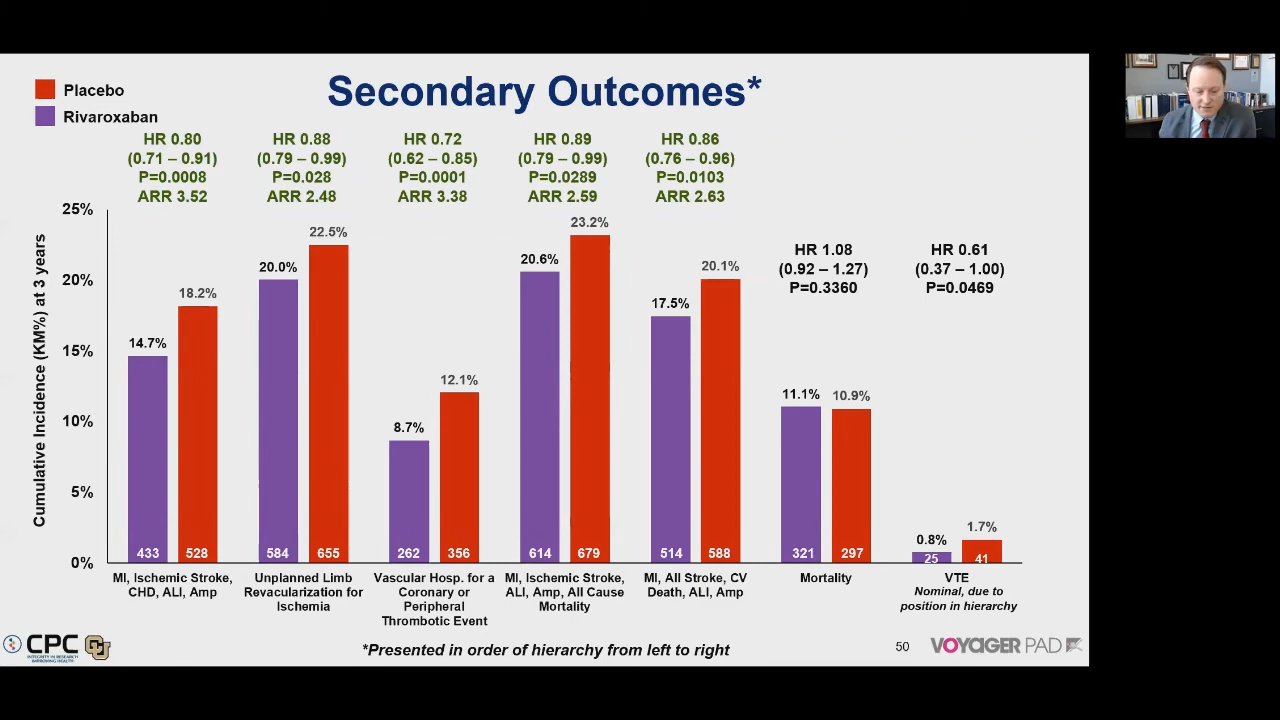 Secondary Outcomes*
Placebo
Rivaroxaban
HR 0.80
(0.71 – 0.91)
P=0.0008
ARR 3.52
HR 0.88
(0.79 – 0.99)
P=0.028
ARR 2.48
HR 0.72
(0.62 – 0.85)
P=0.0001
ARR 3.38
HR 0.89
(0.79 – 0.99)
P=0.0289
ARR 2.59
HR 0.86
(0.76 – 0.96)
P=0.0103
ARR 2.63
HR 1.08
(0.92 – 1.27)
P=0.3360
HR 0.61
(0.37 – 1.00)
P=0.0469
Cumulative Incidence (KM%) at 3 years
25%
20%
15%
10%
5%
0%
14.7%
18.2%
20.0%
22.5%
8.7%
12.1%
20.6%
23.2%
17.5%
20.1%
11.1%
10.9%
0.8%
1.7%
433
528
584
655
262
356
614
679
514
588
321
297
25
41
MI, Ischemic Stroke,
CHD, ALI, Amp
Unplanned Limb
Revacularization for
Ischemia
Vascular Hosp. for a
Coronary or
Peripheral
Thrombotic Event
MI, Ischemic Stroke,
ALI, Amp, All Cause
Mortality
MI, All Stroke, CV
Death, ALI, Amp
Mortality
VTE
Nominal, due to
position in hierarchy
CPC
INTEGRITY IN RESEARCH
IMPROVING HEALTH
CU
*Presented in order of hierarchy from left to right
50
VOYAGER PAD